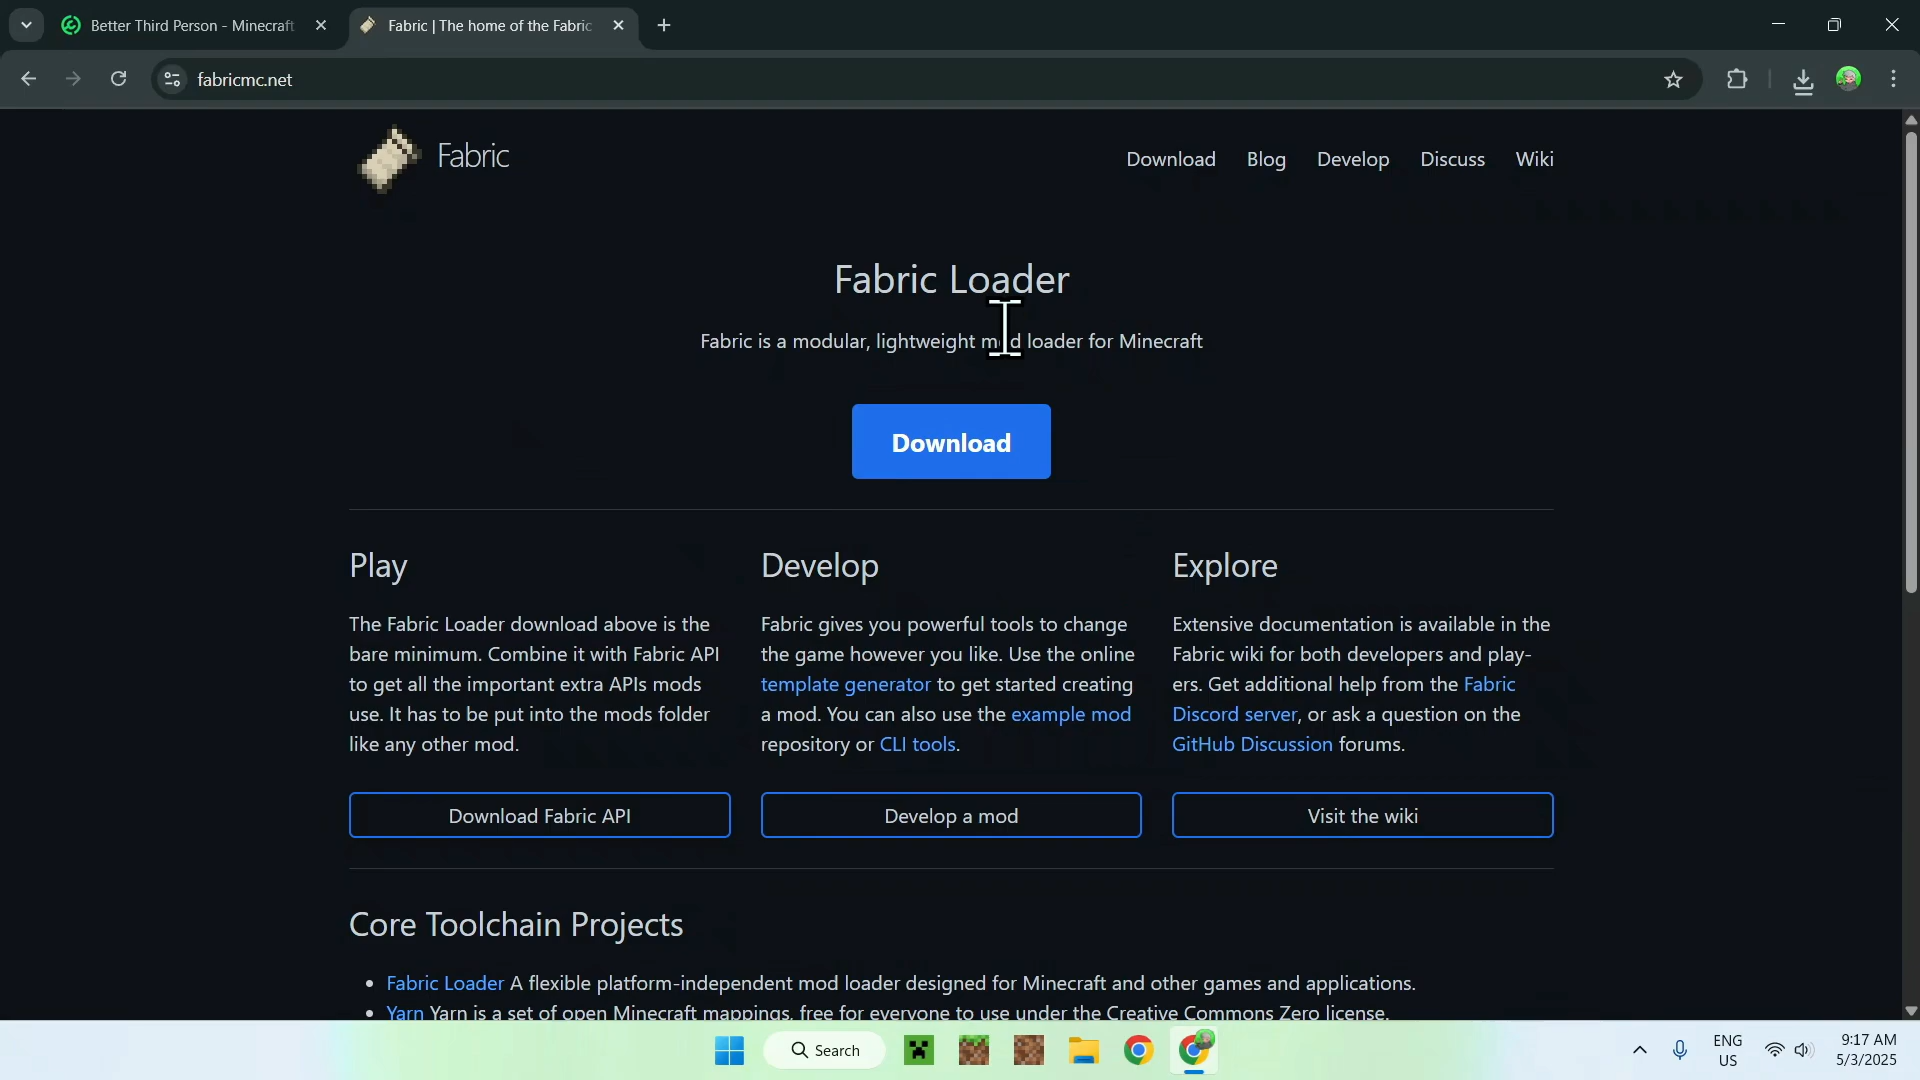 Better Third Person - Minecraft
Fabric | The home of the Fabric
fabricmc.net
Fabric
Download
Blog
Develop
Discuss
Wiki
Fabric Loader
Fabric is a modular, lightweight mod loader for Minecraft
Download
Play
The Fabric Loader download above is the
bare minimum. Combine it with Fabric API
to get all the important extra APIs mods
use. It has to be put into the mods folder
like any other mod.
Download Fabric API
Develop
Fabric gives you powerful tools to change
the game however you like. Use the online
template generator to get started creating
a mod. You can also use the example mod
repository or CLI tools.
Develop a mod
Explore
Extensive documentation is available in the
Fabric wiki for both developers and play-
ers. Get additional help from the Fabric
Discord server, or ask a question on the
GitHub Discussion forums.
Visit the wiki
Core Toolchain Projects
• Fabric Loader A flexible platform-independent mod loader designed for Minecraft and other games and applications.
• Yarn Yarn is a set of open Minecraft mappings, free for everyone to use under the Creative Commons Zero license.
Search
ENG
US
9:17 AM
5/3/2025